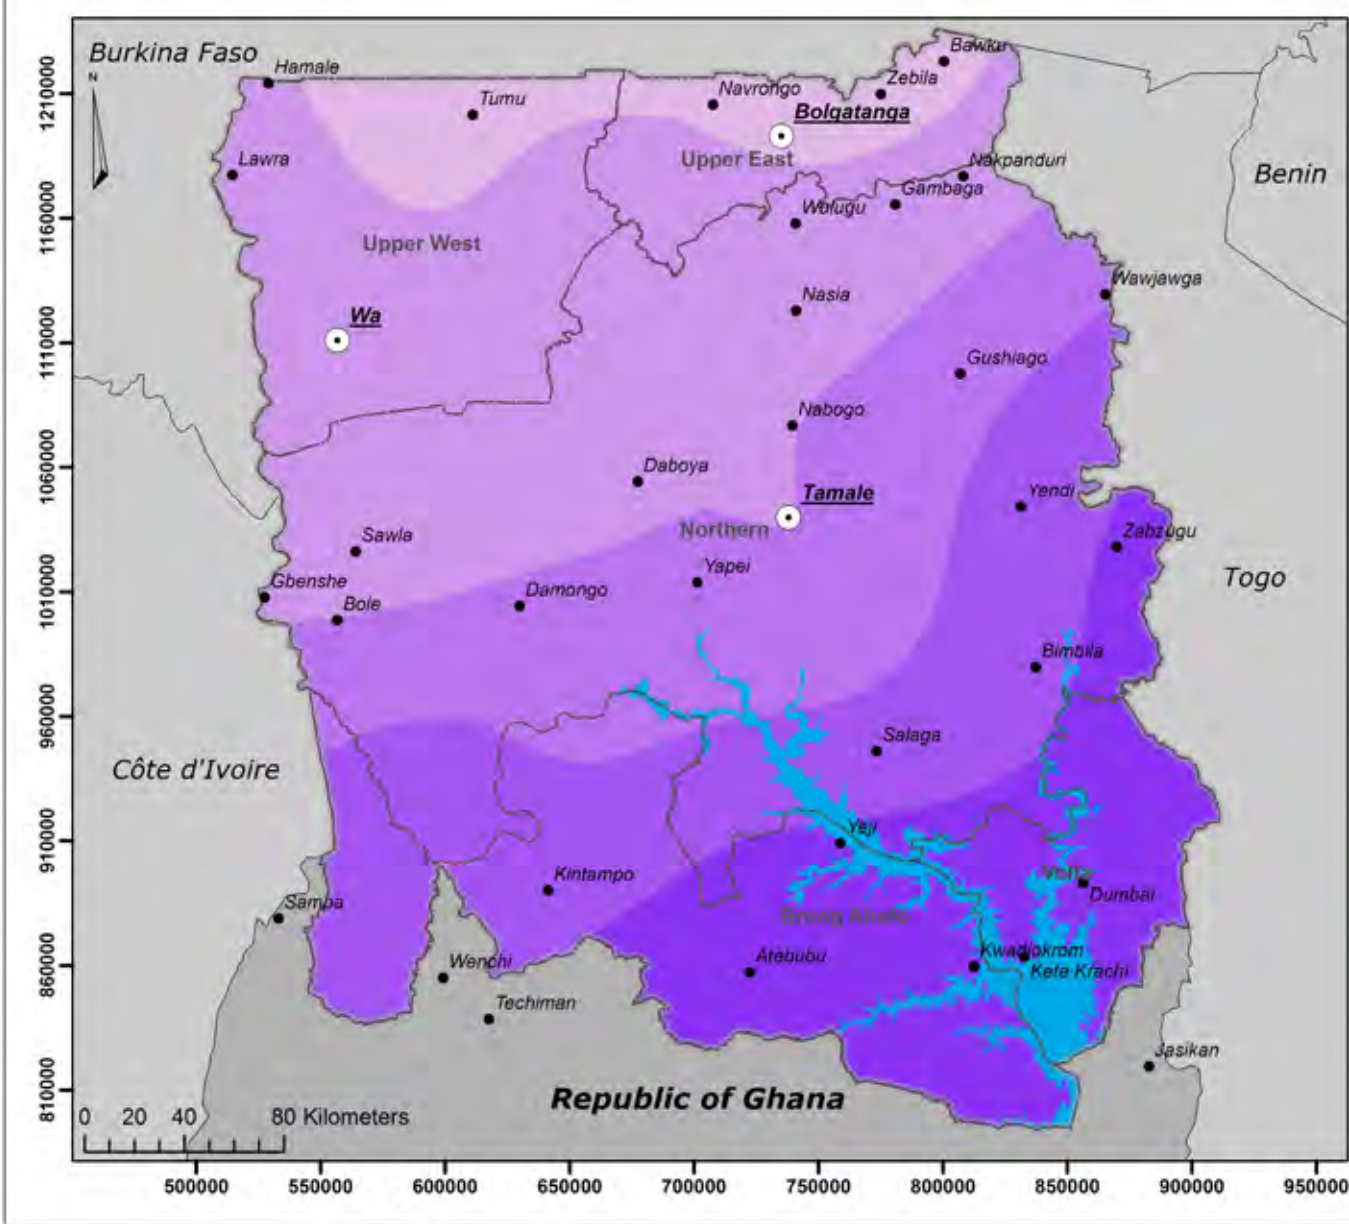 Burkina Faso
Hamale
Bawku
Zebila
Navrongo
Tumu
Bolgatanga
N
1210000
Upper East
Nakpanduri
Lawra
Benin
Gambaga
Wulugu
1160000
Upper West
Wawjawga
Nasia
Wa
1110000
Gushiago
Nabogo
Daboya
1060000
Tamale
Yendi
Northern
Zabzugu
Sawla
Yapei
Togo
Gbenshe
Damongo
1010000
Bole
Bimbila
960000
Salaga
Côte d'Ivoire
910000
Yeji
Kintampo
Volta
Dumbai
Sampa
Brong Ahafo
Atebubu
Kwadjokrom
Wenchi
Kete Krachi
860000
Techiman
Jasikan
Republic of Ghana
810000
0 20 40 80 Kilometers
500000 550000 600000 650000 700000 750000 800000 850000 900000 950000